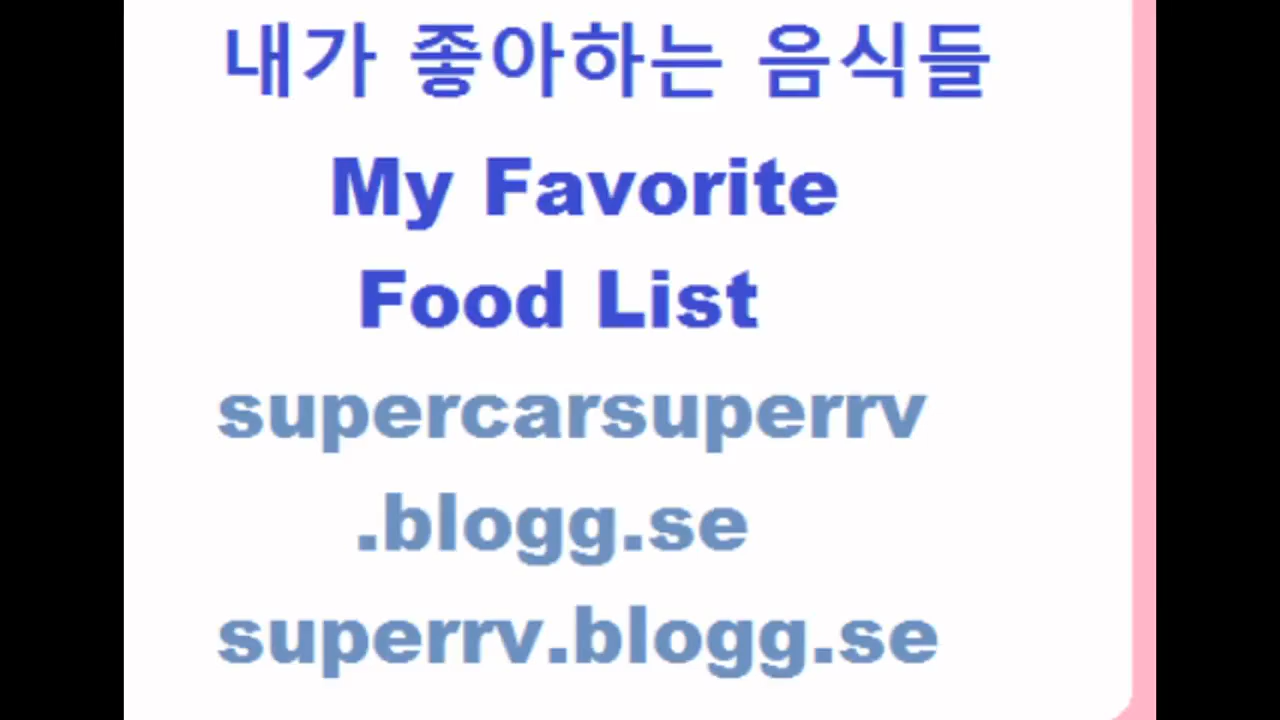 내가 좋아하는 음식들
My Favorite
Food List
supercarsuperrv
.blogg.se
superrv.blogg.se